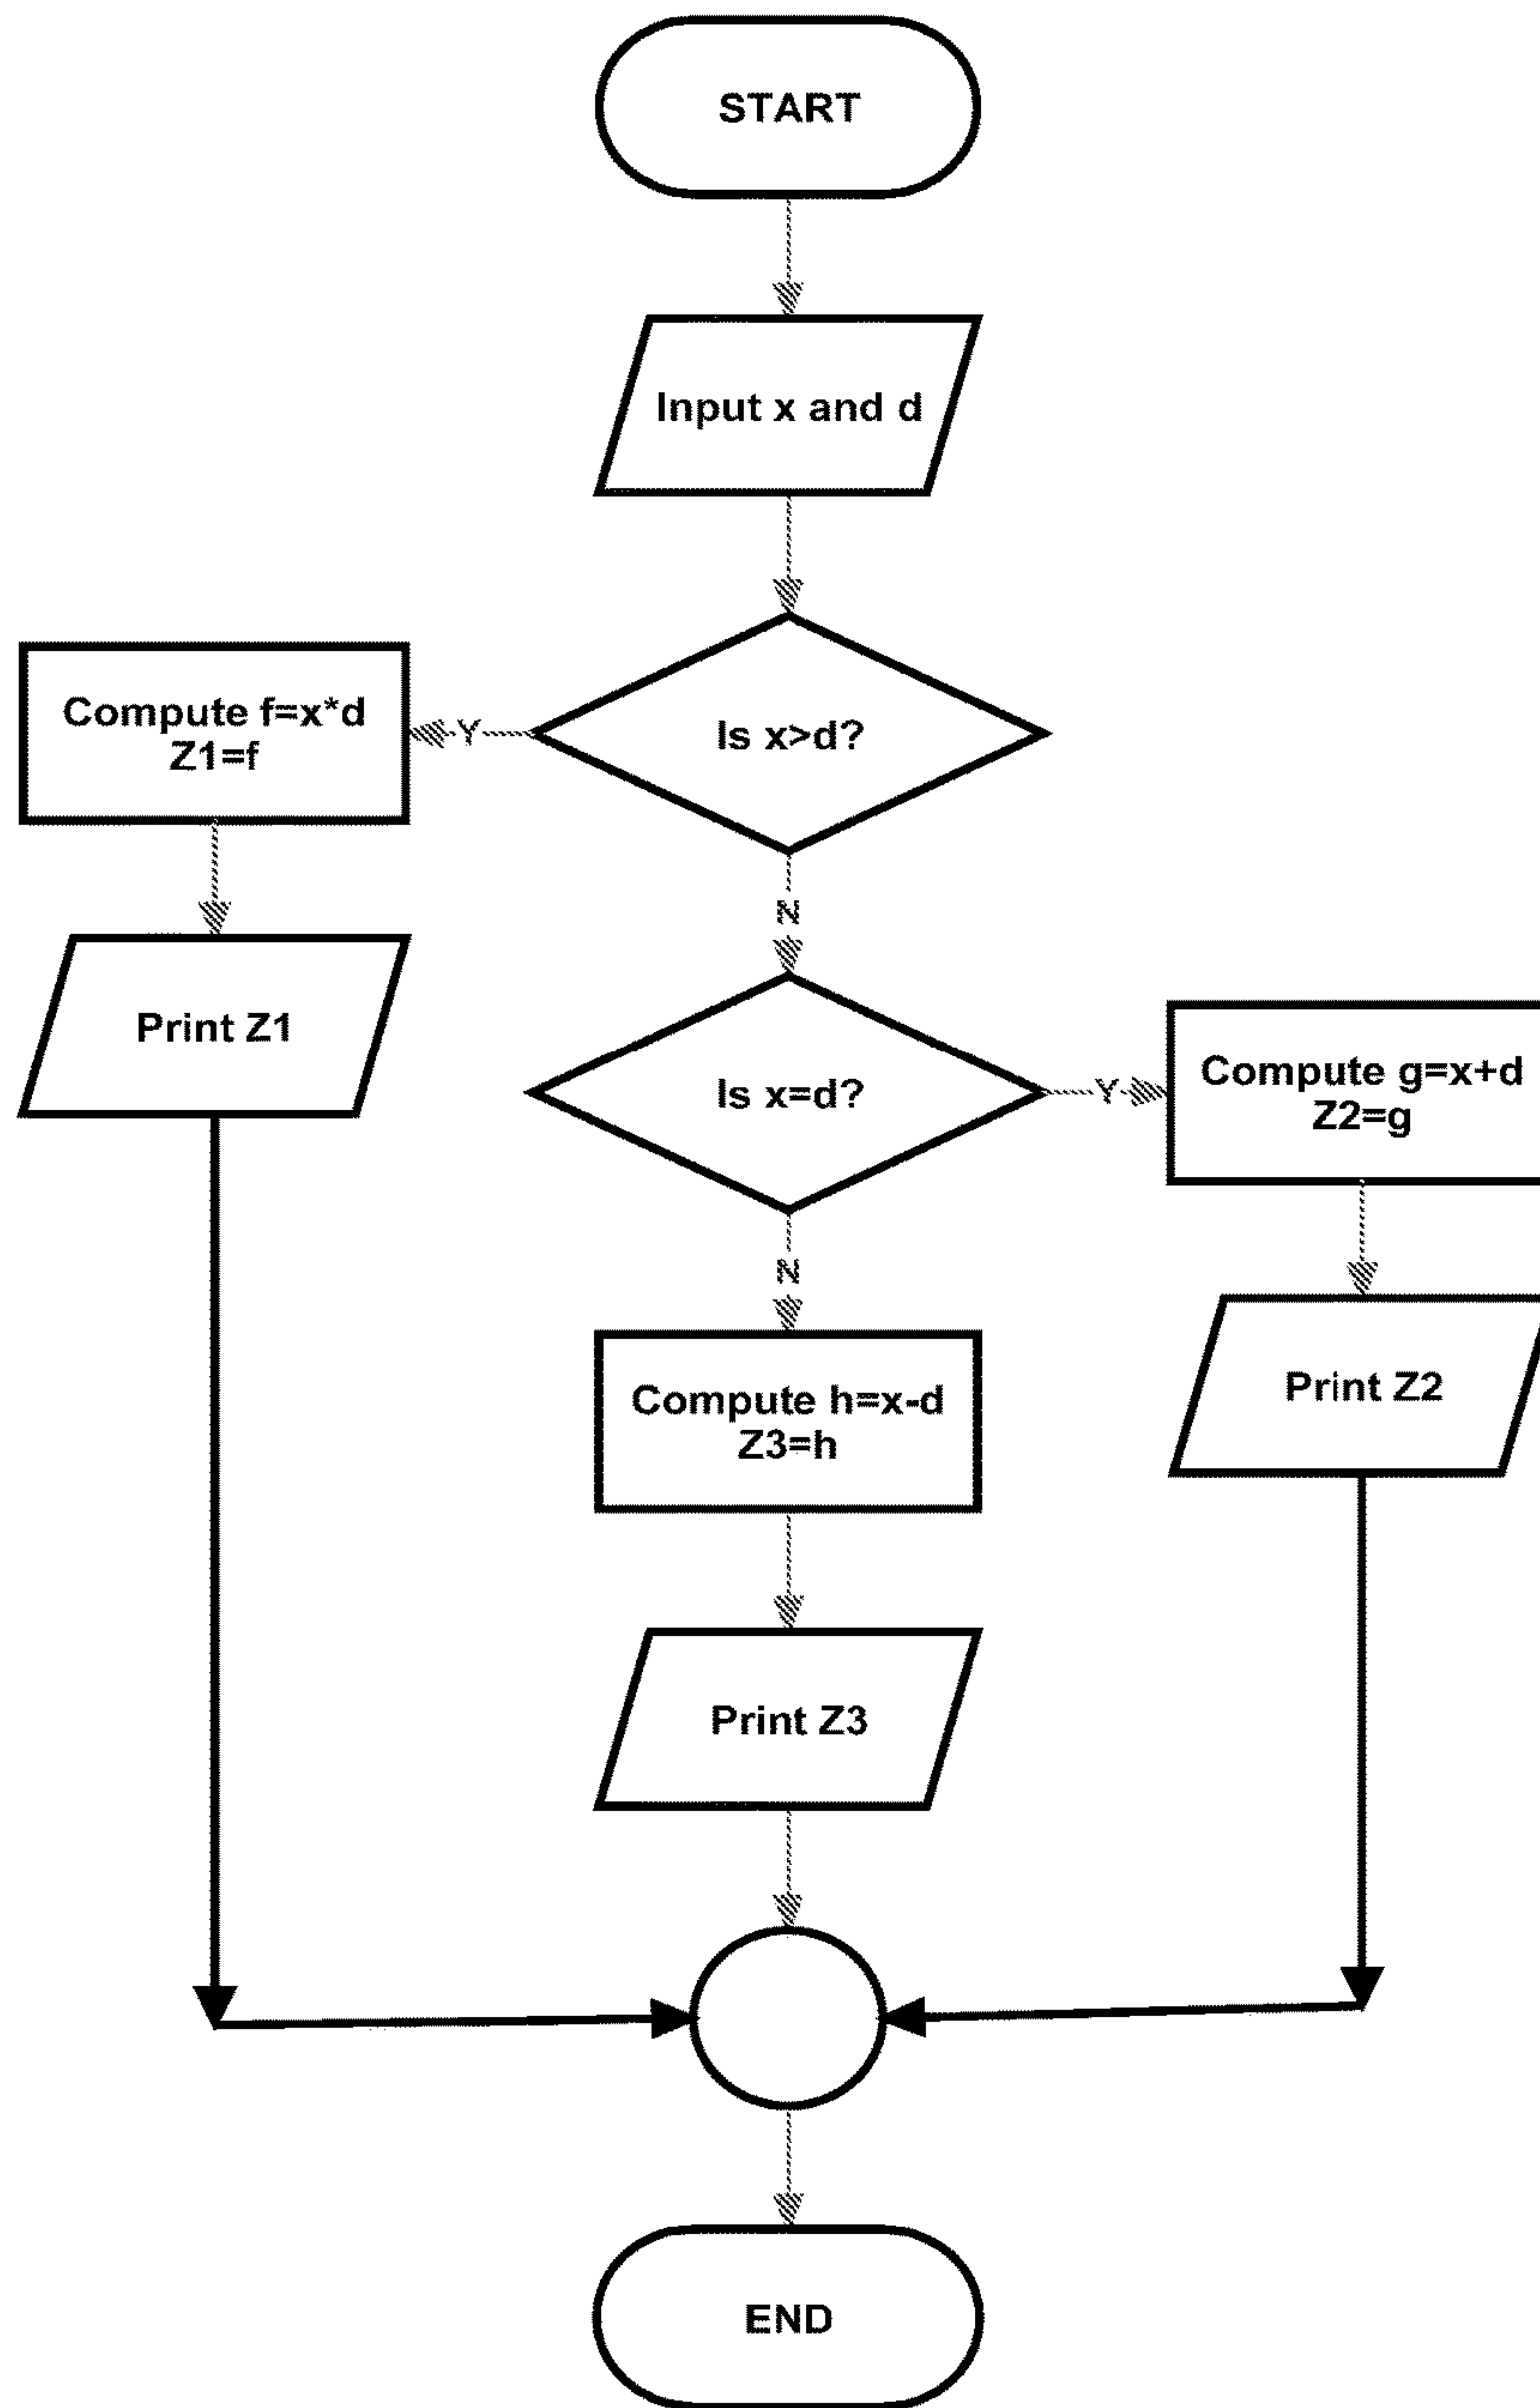 START
Input x and d
Is x>d?
Y
Compute f=x*d
Z1=f
Print Z1
N
Is x=d?
Y
Compute g=x+d
Z2=g
Print Z2
N
Compute h=x-d
Z3=h
Print Z3
END